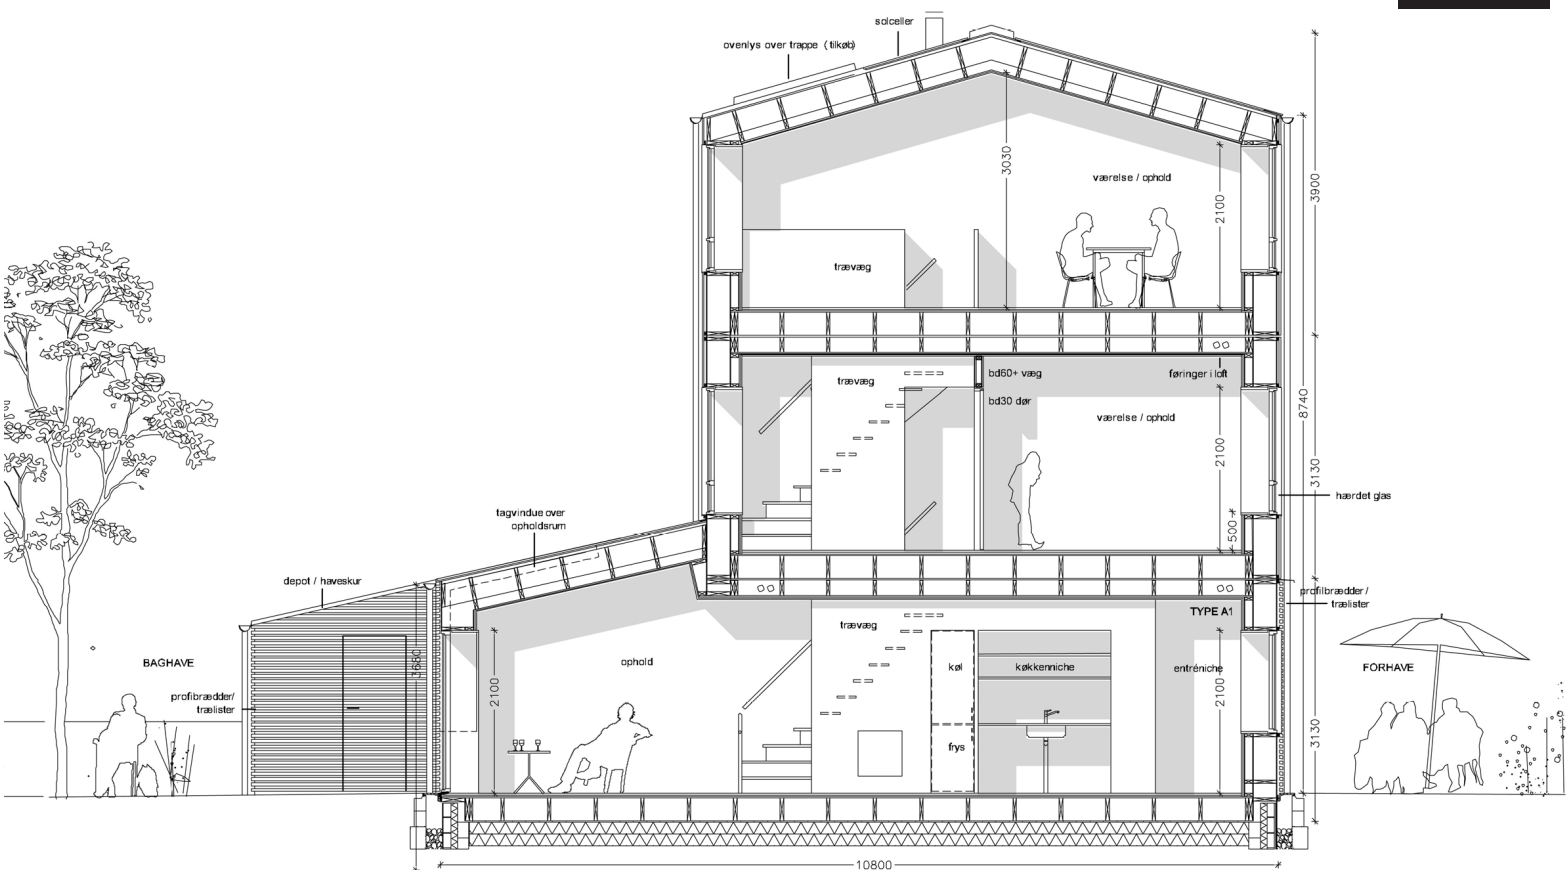 solceller
ovenlys over trappe (tilkøb)
3030
værelse / ophold
2100
3900
trævæg
bd60+ væg
føringer i loft
trævæg
bd30 dør
8740
værelse / ophold
2100
3130
hærdet glas
tagvindue over
opholdsrum
500
depot / haveskur
profilbrædder /
trælister
TYPE A1
trævæg
BAGHAVE
ophold
3680
køl
køkkenniche
entréniche
FORHAVE
profibrædder/
trælister
2100
2100
frys
3130
10800